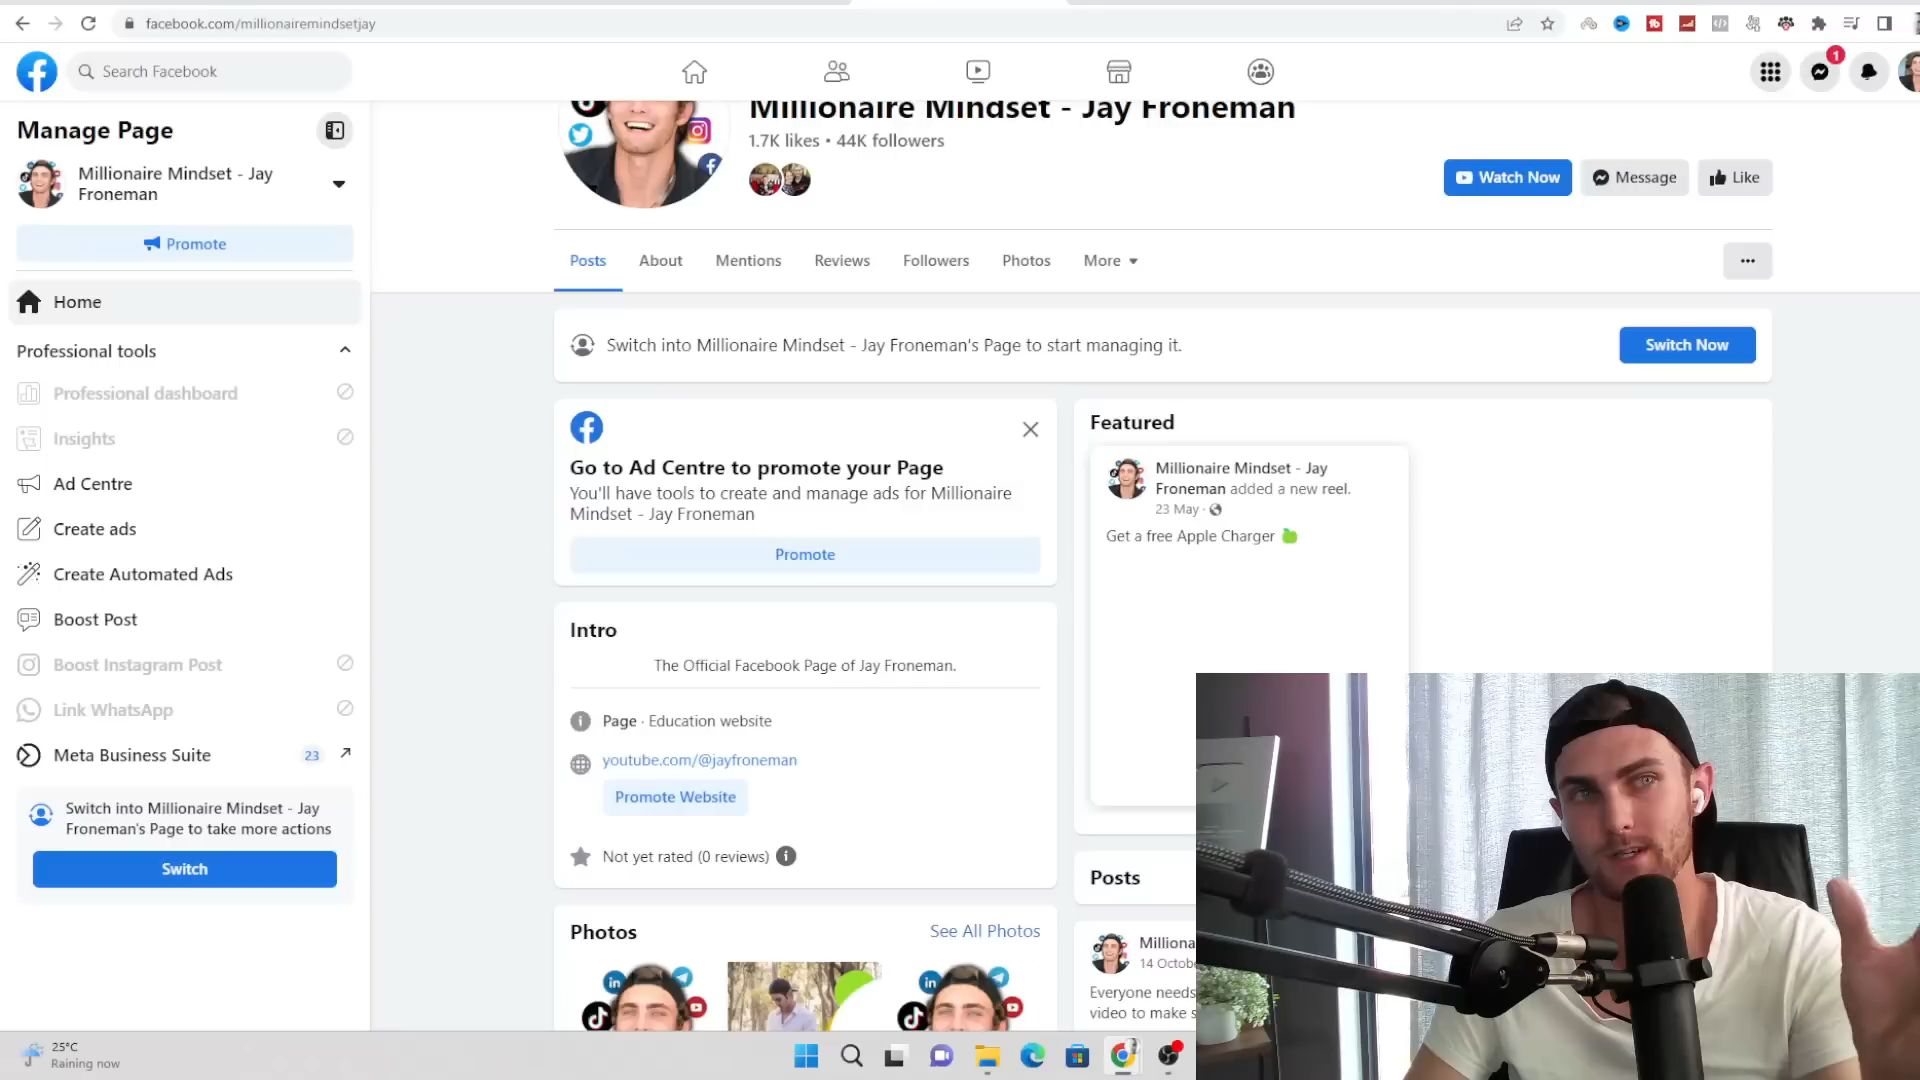 facebook.com/millionairemindsetjay
Search Facebook
1
Manage Page
Millionaire Mindset - Jay
Froneman
Promote
Home
Professional tools
Professional dashboard
Insights
Ad Centre
Create ads
Create Automated Ads
Boost Post
Boost Instagram Post
Link WhatsApp
Meta Business Suite
23
Switch into Millionaire Mindset - Jay
Froneman's Page to take more actions
Switch
Millionaire Mindset - Jay Froneman
1.7K likes • 44K followers
Watch Now
Message
Like
Posts
About
Mentions
Reviews
Followers
Photos
More
Switch into Millionaire Mindset - Jay Froneman's Page to start managing it.
Switch Now
Go to Ad Centre to promote your Page
You'll have tools to create and manage ads for Millionaire
Mindset - Jay Froneman
Promote
Intro
The Official Facebook Page of Jay Froneman.
Page · Education website
youtube.com/@jayfroneman
Promote Website
Not yet rated (0 reviews)
Photos
See All Photos
Featured
Millionaire Mindset - Jay
Froneman added a new reel.
23 May ·
Get a free Apple Charger
Posts
Milliona
14 Octob
Everyone needs
video to make s
25°C
Raining now